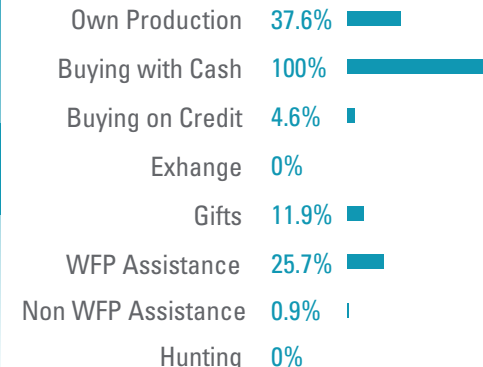 Own Production 37.6%
Buying with Cash 100%
Buying on Credit 4.6%
Exhange 0%
Gifts 11.9%
WFP Assistance 25.7%
Non WFP Assistance 0.9%
Hunting 0%